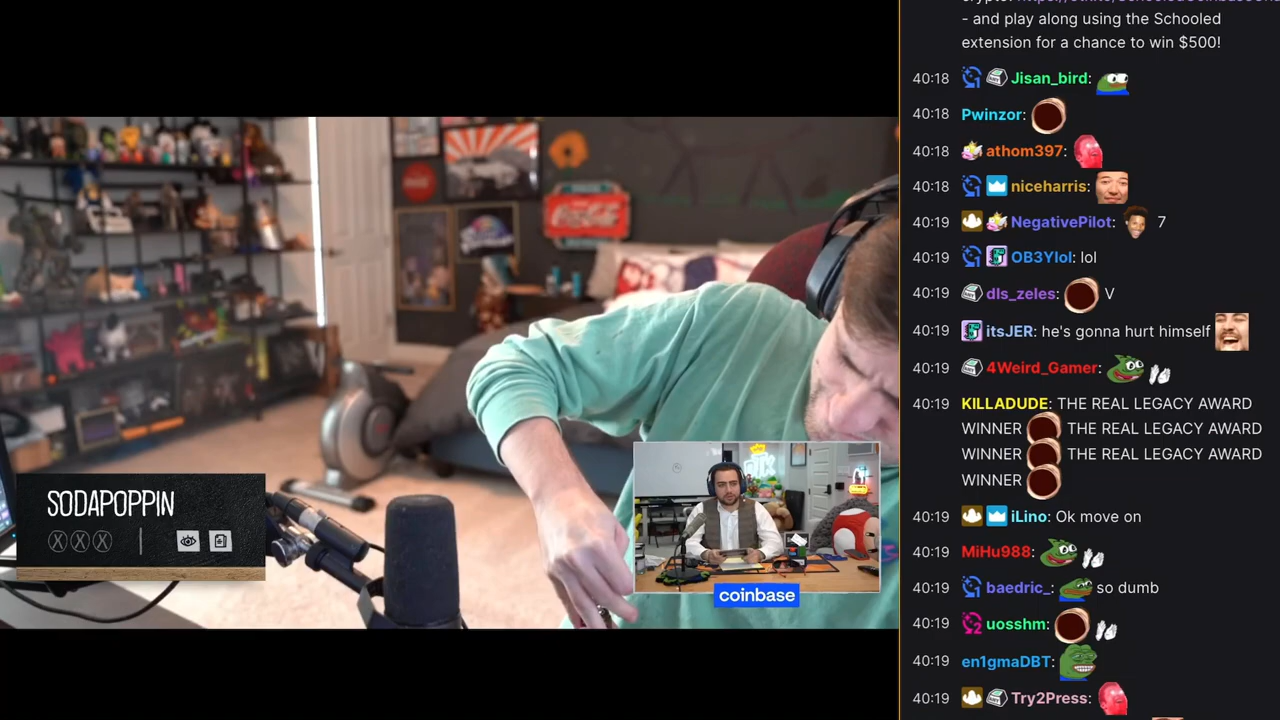 - and play along using the Schooled
extension for a chance to win $500!
40:18 Jisan_bird:
40:18 Pwinzor:
40:18 athom397:
40:18 niceharris:
40:19 NegativePilot: 7
40:19 OB3Ylol: lol
40:19 dls_zeles: V
40:19 itsJER: he's gonna hurt himself
40:19 4Weird_Gamer:
40:19 KILLADUDE: THE REAL LEGACY AWARD
WINNER THE REAL LEGACY AWARD
WINNER THE REAL LEGACY AWARD
WINNER
40:19 iLino: Ok move on
40:19 MiHu988:
40:19 baedric_: so dumb
40:19 uosshm:
40:19 en1gmaDBT:
40:19 Try2Press:
Coca-Cola
SODAPOPPIN
coinbase